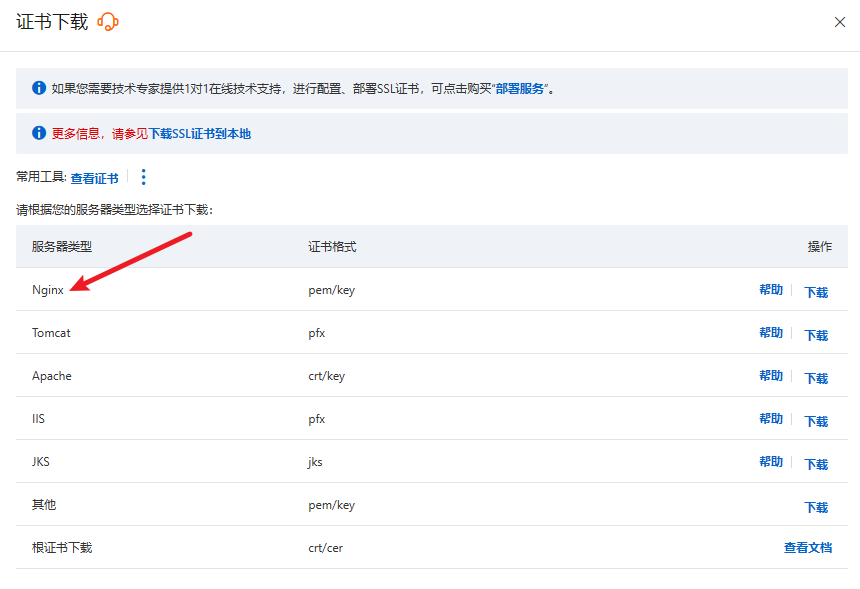 证书下载
如果您需要技术专家提供1对1在线技术支持，进行配置、部署SSL证书，可点击购买“部署服务”。
更多信息，请参见下载SSL证书到本地
常用工具: 查看证书
请根据您的服务器类型选择证书下载：
服务器类型 证书格式 操作
Nginx pem/key 帮助 下载
Tomcat pfx 帮助 下载
Apache crt/key 帮助 下载
IIS pfx 帮助 下载
JKS jks 帮助 下载
其他 pem/key 下载
根证书下载 crt/cer 查看文档